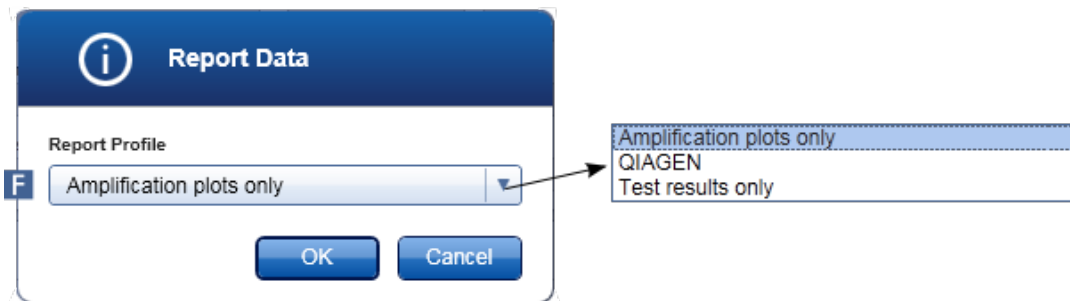 Report Data
Report Profile
F
Amplification plots only
OK
Cancel
Amplification plots only
QIAGEN
Test results only